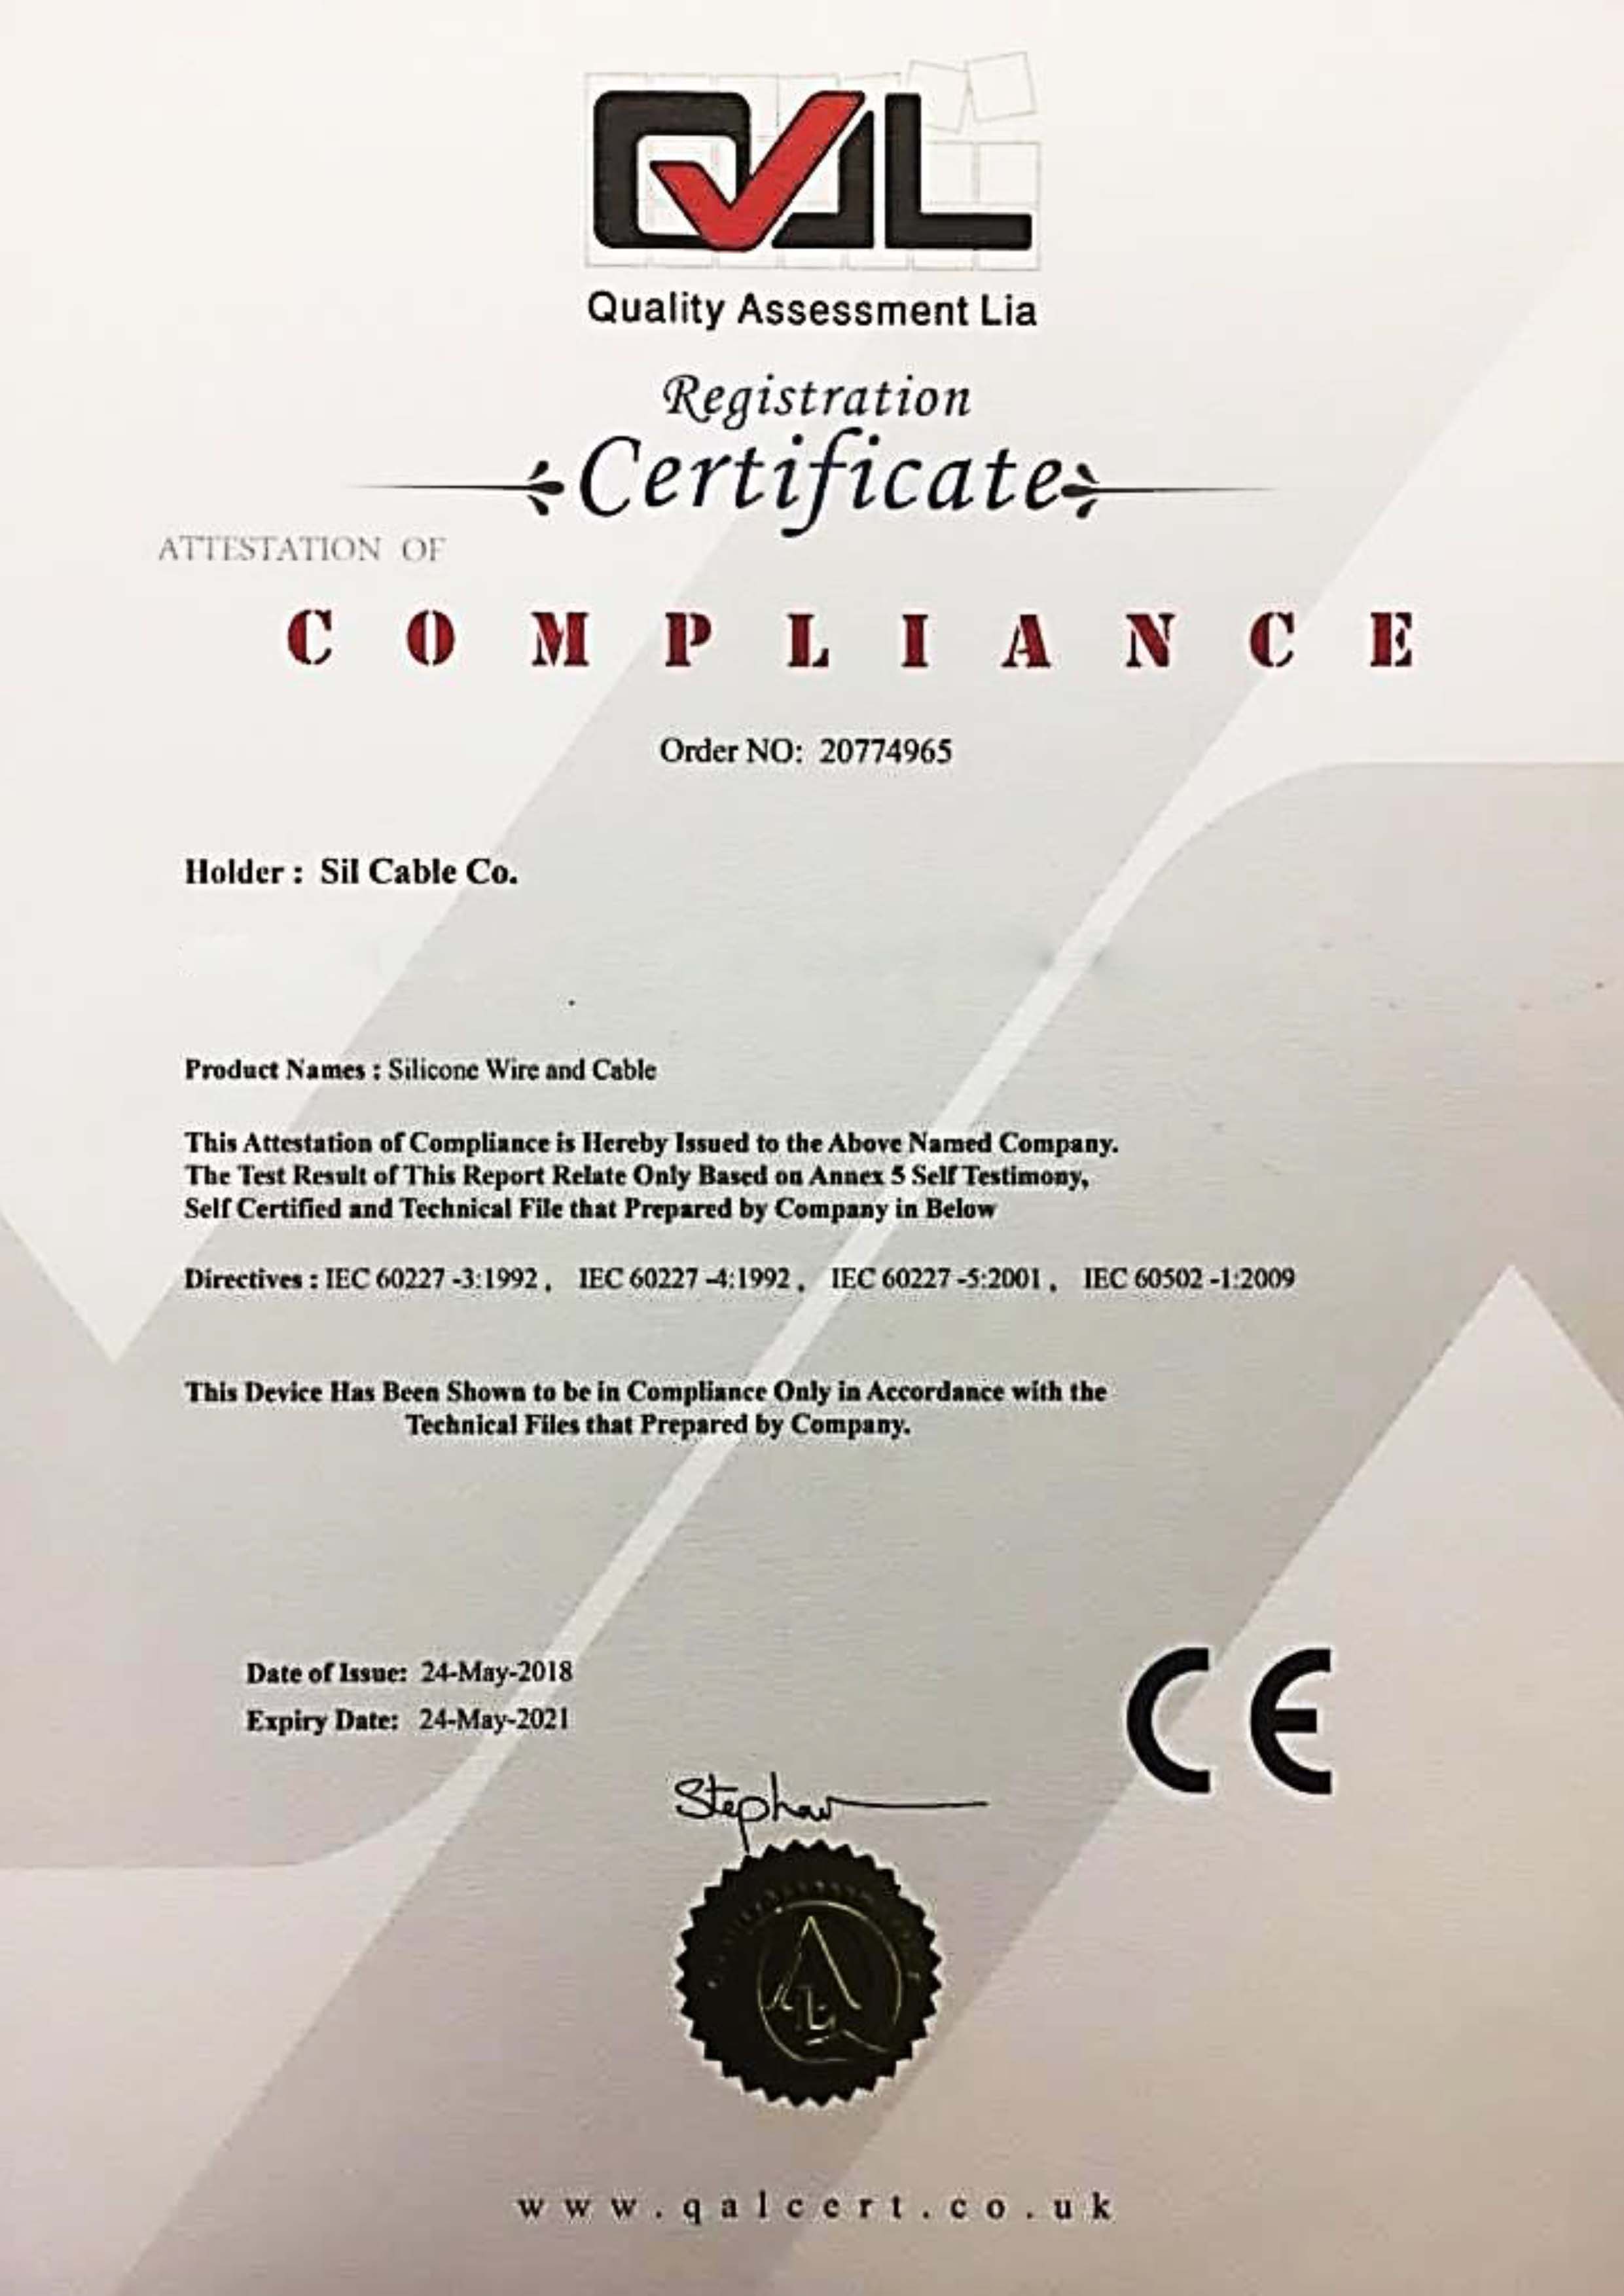 QAL
Quality Assessment Lia
Registration
Certificate
ATTESTATION OF
COMPLIANCE
Order NO: 20774965
Holder : Sil Cable Co.
Product Names : Silicone Wire and Cable
This Attestation of Compliance is Hereby Issued to the Above Named Company.
The Test Result of This Report Relate Only Based on Annex 5 Self Testimony,
Self Certified and Technical File that Prepared by Company in Below
Directives : IEC 60227 -3:1992 , IEC 60227 -4:1992 , IEC 60227 -5:2001 , IEC 60502 -1:2009
This Device Has Been Shown to be in Compliance Only in Accordance with the
Technical Files that Prepared by Company.
Date of Issue: 24-May-2018
Expiry Date: 24-May-2021
CE
www.qalcert.co.uk